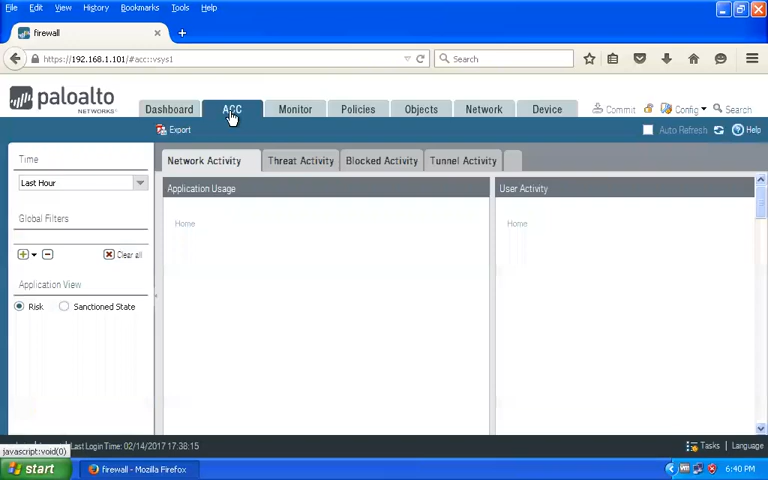 File Edit View History Bookmarks Tools Help
firewall
https://192.168.1.101/#acc::vsys1
Search
paloalto
NETWORKS
Dashboard ACC Monitor Policies Objects Network Device
Commit Config Search
Export
Auto Refresh Help
Time
Last Hour
Global Filters
Clear all
Application View
Risk Sanctioned State
Network Activity Threat Activity Blocked Activity Tunnel Activity
Application Usage
Home
User Activity
Home
Last Login Time: 02/14/2017 17:38:15
Tasks Language
javascript:void(0)
start
firewall - Mozilla Firefox
6:40 PM